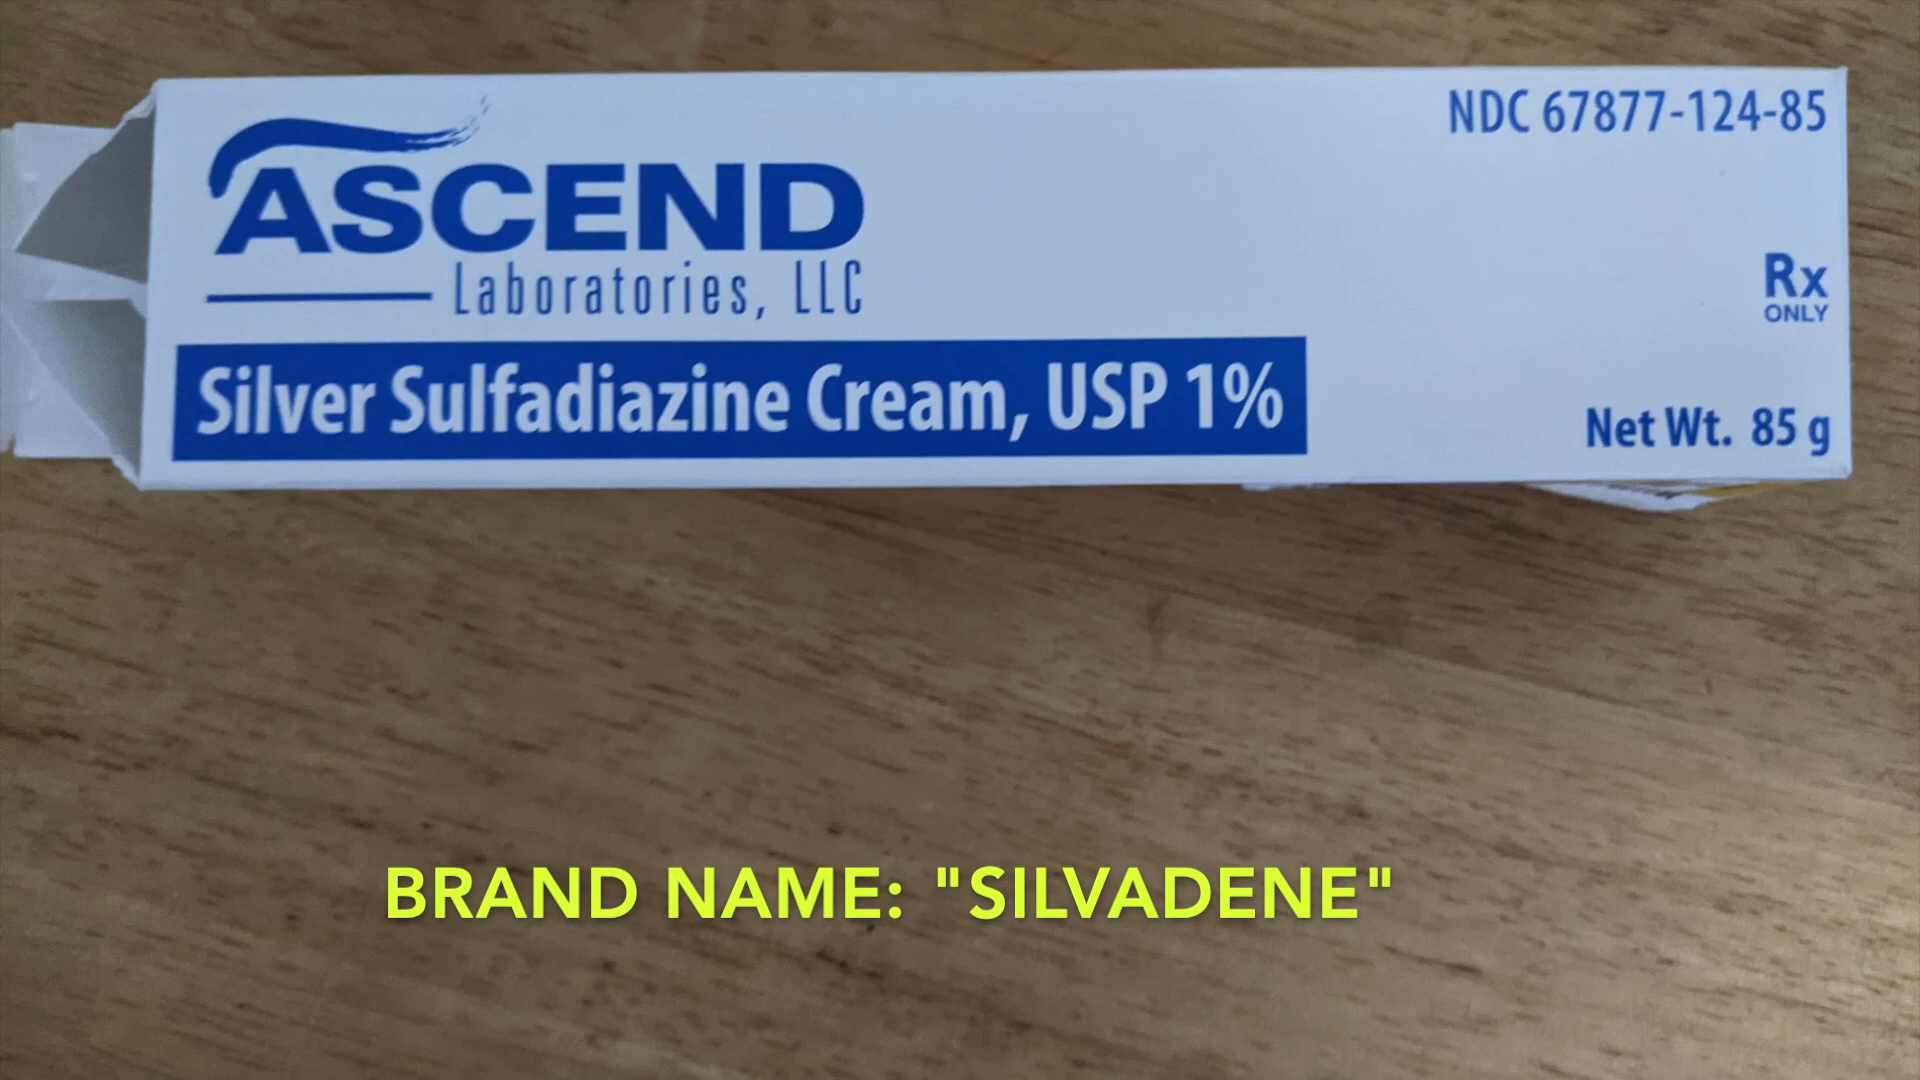 ASCEND
Laboratories, LLC
Silver Sulfadiazine Cream, USP 1%
NDC 67877-124-85
Rx
ONLY
Net Wt. 85 g
BRAND NAME: "SILVADENE"